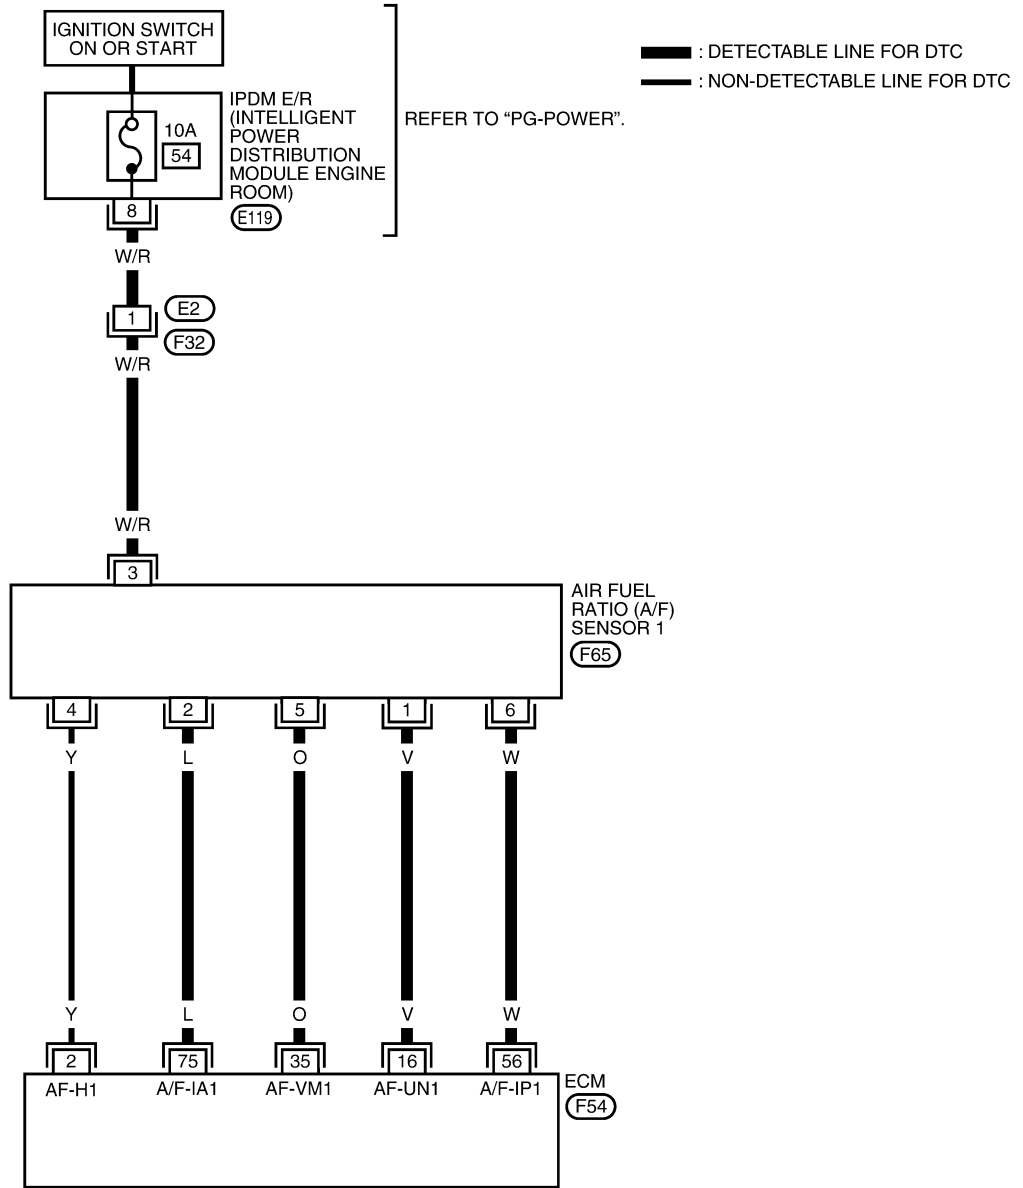 IGNITION SWITCH
ON OR START
: DETECTABLE LINE FOR DTC
: NON-DETECTABLE LINE FOR DTC
IPDM E/R
(INTELLIGENT
POWER
DISTRIBUTION
MODULE ENGINE
ROOM)
E119
10A
54
REFER TO “PG-POWER”.
8
W/R
1
E2
F32
W/R
W/R
3
AIR FUEL
RATIO (A/F)
SENSOR 1
F65
4 2 5 1 6
Y L O V W
Y L O V W
2 75 35 16 56
AF-H1 A/F-IA1 AF-VM1 AF-UN1 A/F-IP1
ECM
F54